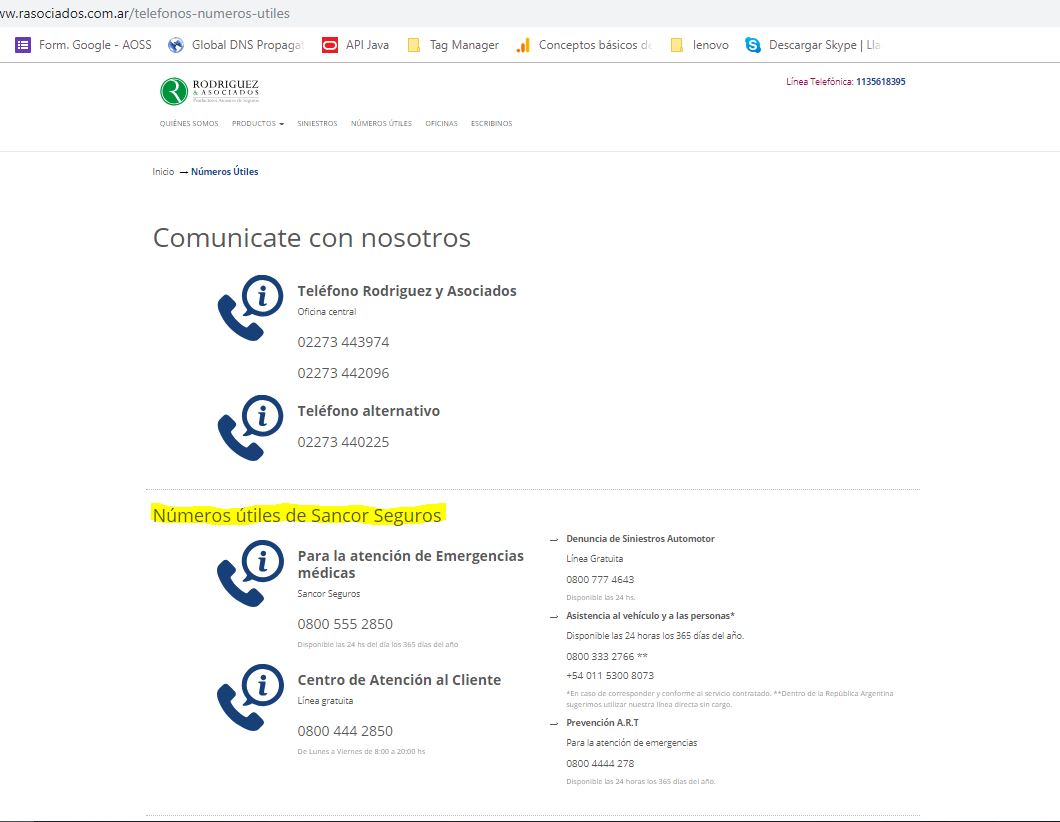 ww.rasociados.com.ar/telefonos-numeros-utiles
Form. Google - AOSS Global DNS Propagat API Java Tag Manager Conceptos básicos de lenovo Descargar Skype | Lla
RODRIGUEZ
& ASOCIADOS
Productores Asesores de Seguros
Línea Telefónica: 1135618395
QUIÉNES SOMOS PRODUCTOS SINIESTROS NÚMEROS ÚTILES OFICINAS ESCRIBINOS
Inicio → Números Útiles
Comunicate con nosotros
Teléfono Rodriguez y Asociados
Oficina central
02273 443974
02273 442096
Teléfono alternativo
02273 440225
Números útiles de Sancor Seguros
Para la atención de Emergencias
médicas
Sancor Seguros
0800 555 2850
Disponible las 24 hs del día los 365 días del año
Centro de Atención al Cliente
Línea gratuita
0800 444 2850
De Lunes a Viernes de 8:00 a 20:00 hs
Denuncia de Siniestros Automotor
Línea Gratuita
0800 777 4643
Disponible las 24 hs.
Asistencia al vehículo y a las personas*
Disponible las 24 horas los 365 días del año.
0800 333 2766 **
+54 011 5300 8073
*En caso de corresponder y conforme al servicio contratado. **Dentro de la República Argentina
sugerimos utilizar nuestra línea directa sin cargo.
Prevención A.R.T
Para la atención de emergencias
0800 4444 278
Disponible las 24 horas los 365 días del año.